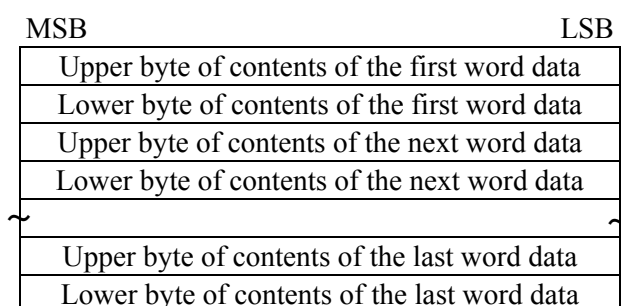 MSB LSB
Upper byte of contents of the first word data
Lower byte of contents of the first word data
Upper byte of contents of the next word data
Lower byte of contents of the next word data
~ ~
Upper byte of contents of the last word data
Lower byte of contents of the last word data